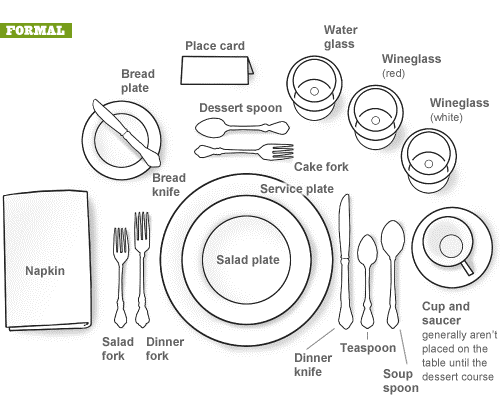 FORMAL
Place card
Water
glass
Wineglass
(red)
Wineglass
(white)
Bread
plate
Dessert spoon
Cake fork
Bread
knife
Service plate
Napkin
Salad plate
Salad
fork
Dinner
fork
Dinner
knife
Teaspoon
Soup
spoon
Cup and
saucer
generally aren't
placed on the
table until the
dessert course